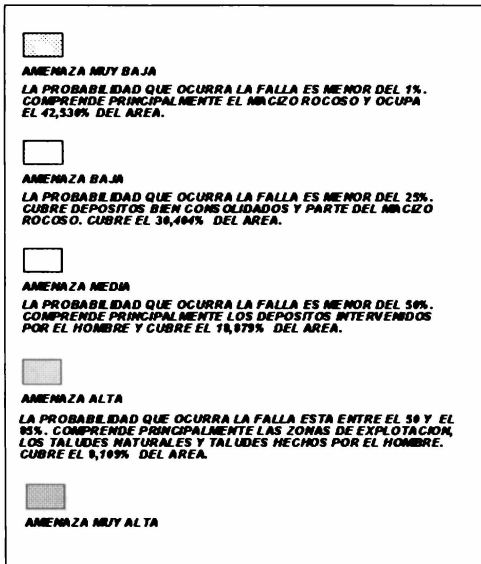 AMENAZA MUY BAJA
LA PROBABILIDAD QUE OCURRA LA FALLA ES MENOR DEL 1%.
COMPRENDE PRINCIPALMENTE EL MACIZO ROCOSO Y OCUPA
EL 42,530% DEL AREA.
AMENAZA BAJA
LA PROBABILIDAD QUE OCURRA LA FALLA ES MENOR DEL 25%.
CUBRE DEPOSITOS BIEN CONSOLIDADOS Y PARTE DEL MACIZO
ROCOSO. CUBRE EL 30,404% DEL AREA.
AMENAZA MEDIA
LA PROBABILIDAD QUE OCURRA LA FALLA ES MENOR DEL 50%.
COMPRENDE PRINCIPALMENTE LOS DEPOSITOS INTERVENIDOS
POR EL HOMBRE Y CUBRE EL 18,879% DEL AREA.
AMENAZA ALTA
LA PROBABILIDAD QUE OCURRA LA FALLA ESTA ENTRE EL 50 Y EL
95%. COMPRENDE PRINCIPALMENTE LAS ZONAS DE EXPLOTACION,
LOS TALUDES NATURALES Y TALUDES HECHOS POR EL HOMBRE.
CUBRE EL 8,109% DEL AREA.
AMENAZA MUY ALTA